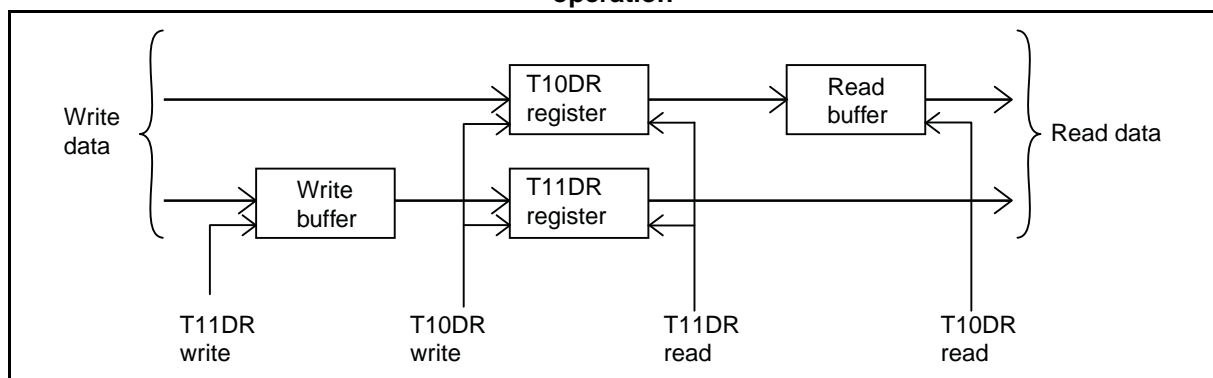 operation
Write
data
T10DR
register
Read
buffer
Read data
Write
buffer
T11DR
register
T11DR
write
T10DR
write
T11DR
read
T10DR
read